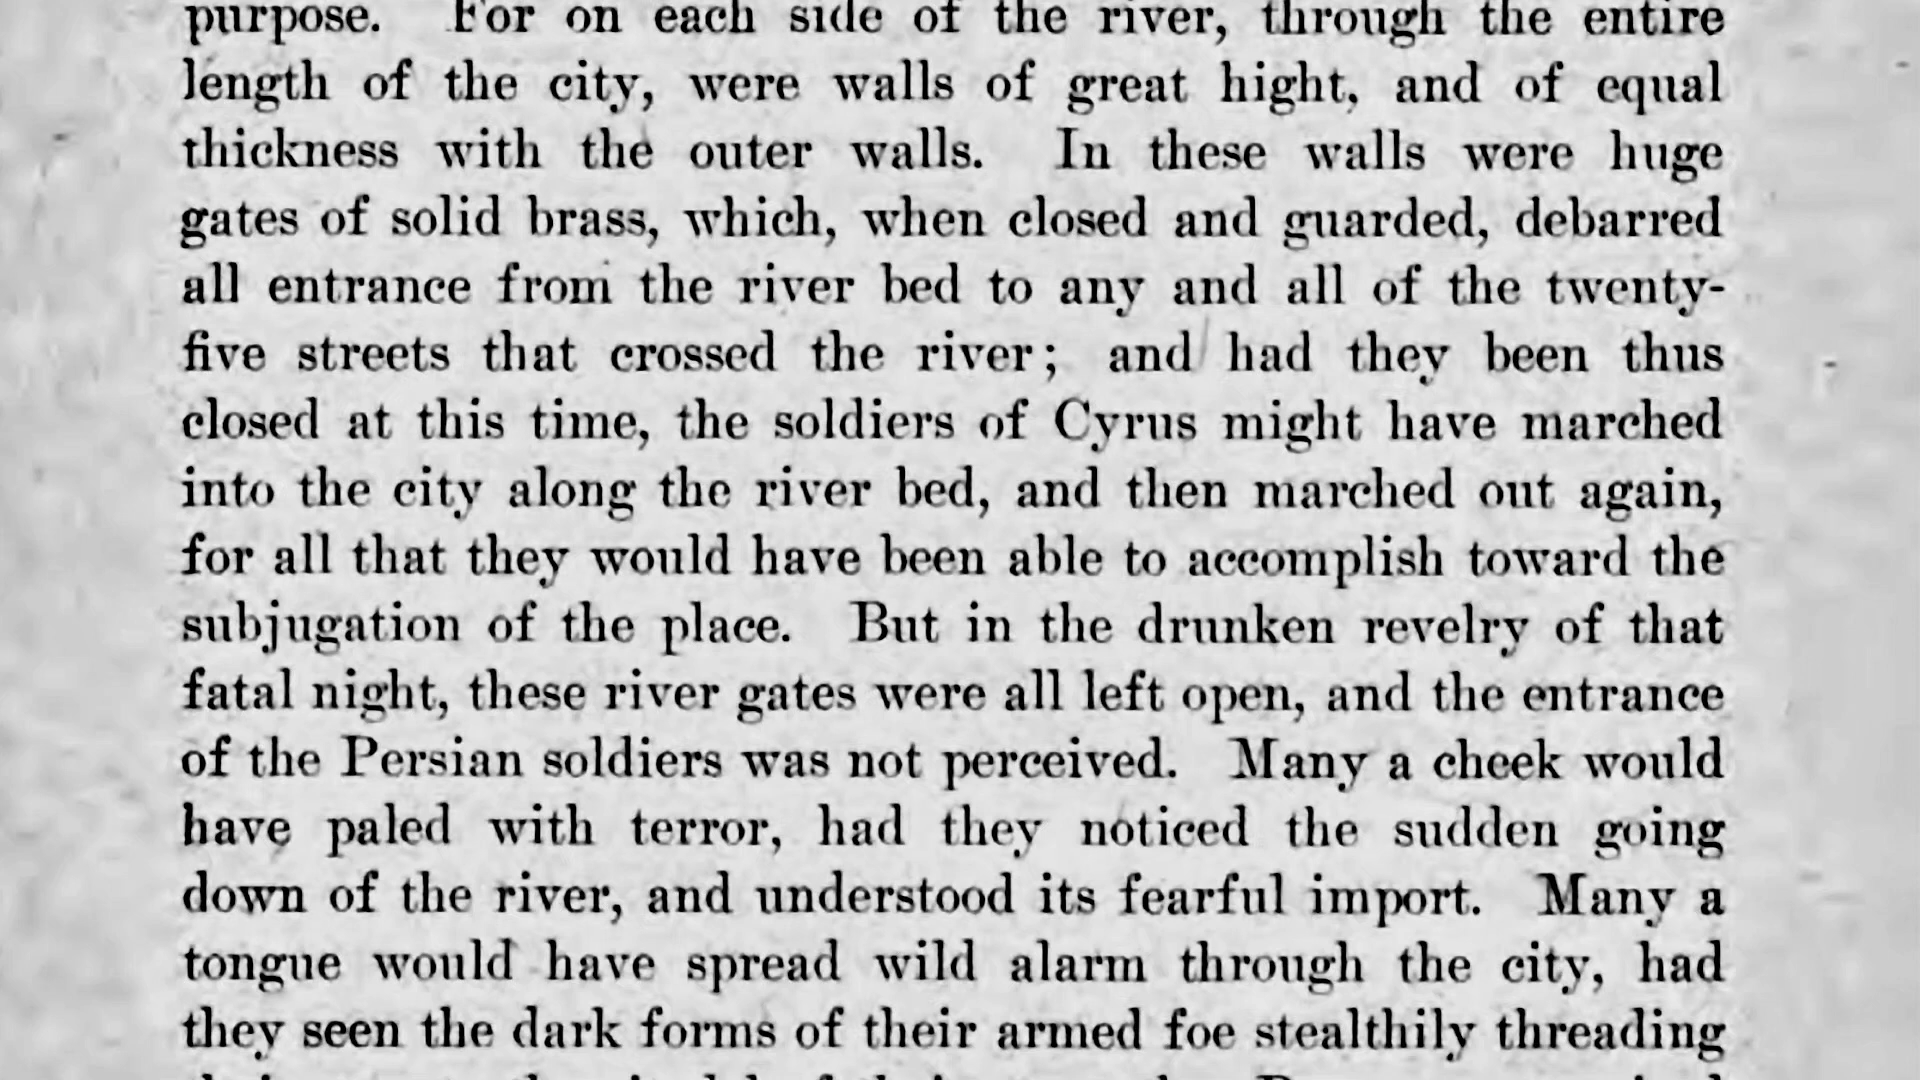 purpose. For on each side of the river, through the entire
length of the city, were walls of great hight, and of equal
thickness with the outer walls. In these walls were huge
gates of solid brass, which, when closed and guarded, debarred
all entrance from the river bed to any and all of the twenty-
five streets that crossed the river; and had they been thus
closed at this time, the soldiers of Cyrus might have marched
into the city along the river bed, and then marched out again,
for all that they would have been able to accomplish toward the
subjugation of the place. But in the drunken revelry of that
fatal night, these river gates were all left open, and the entrance
of the Persian soldiers was not perceived. Many a cheek would
have paled with terror, had they noticed the sudden going
down of the river, and understood its fearful import. Many a
tongue would have spread wild alarm through the city, had
they seen the dark forms of their armed foe stealthily threading